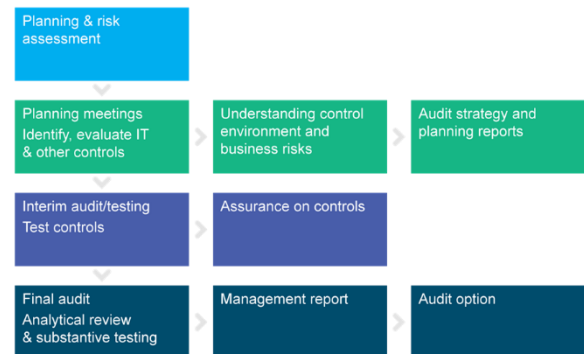 Planning & risk
assessment
Planning meetings
Identify, evaluate IT
& other controls
Understanding control
environment and
business risks
Audit strategy and
planning reports
Interim audit/testing
Test controls
Assurance on controls
Final audit
Analytical review
& substantive testing
Management report
Audit option